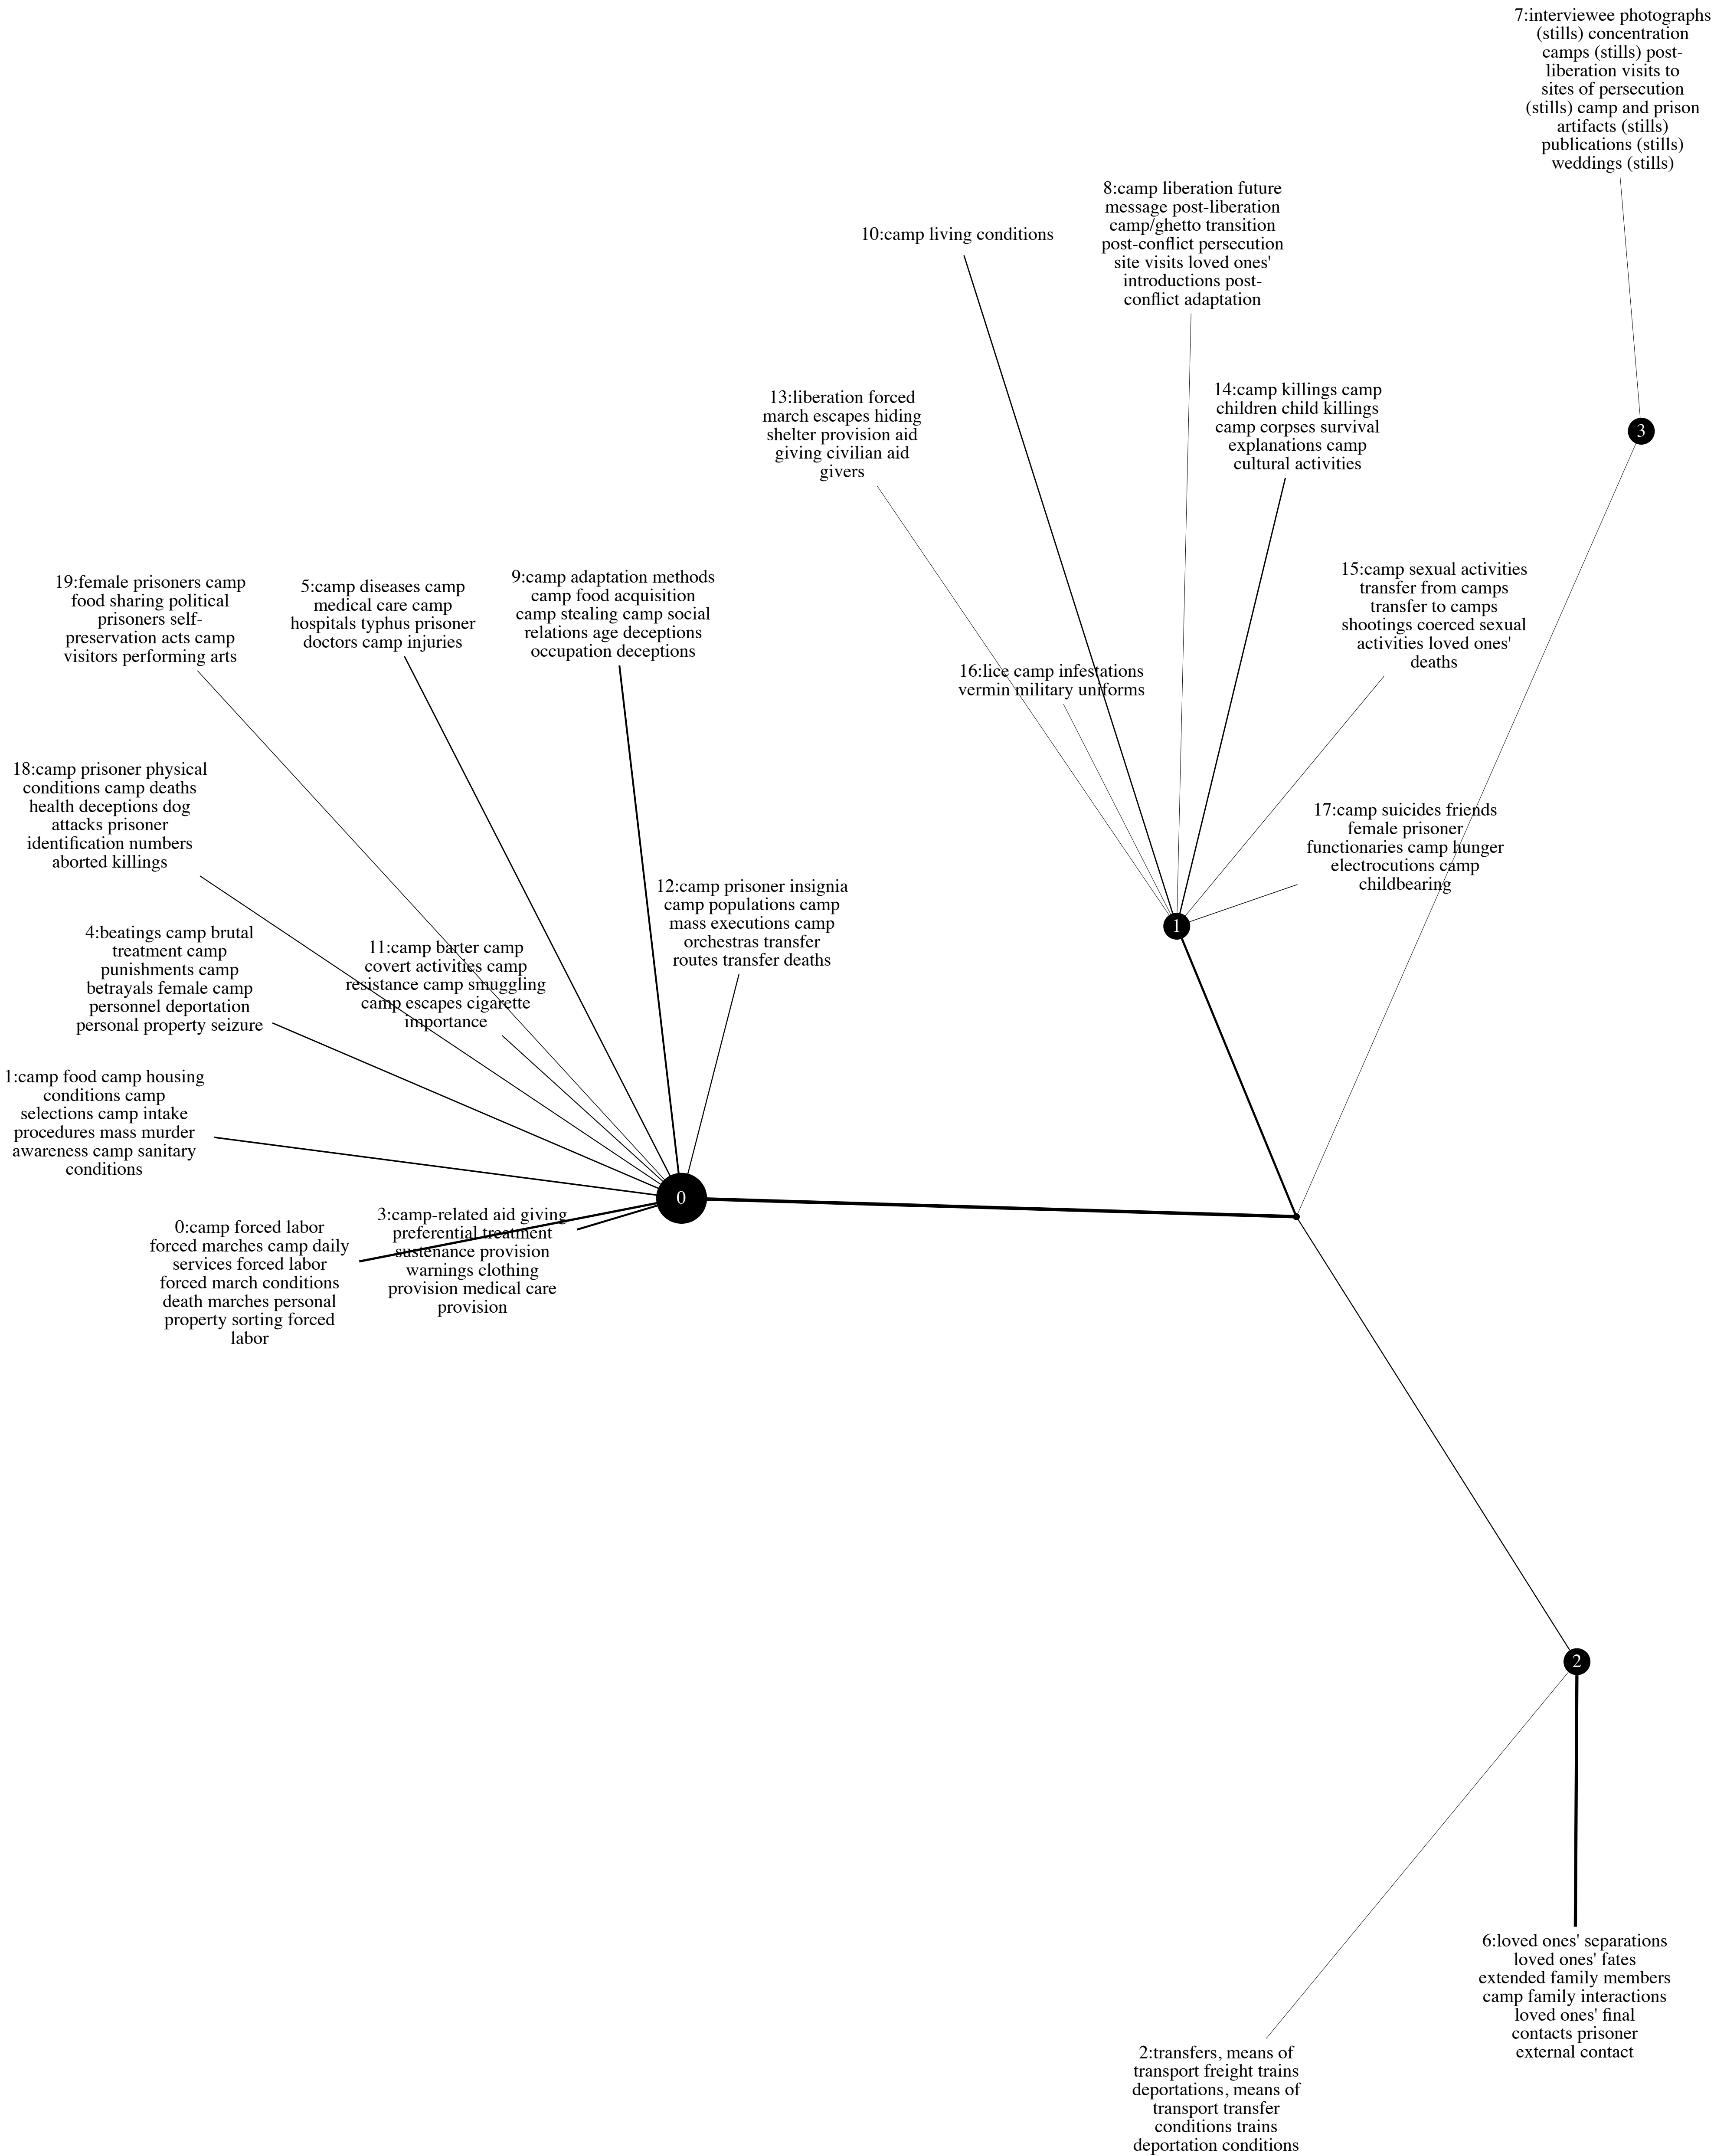 7:interviewee photographs
(stills) concentration
camps (stills) post-
liberation visits to
sites of persecution
(stills) camp and prison
artifacts (stills)
publications (stills)
weddings (stills)
8:camp liberation future
message post-liberation
camp/ghetto transition
post-conflict persecution
site visits loved ones'
introductions post-
conflict adaptation
10:camp living conditions
13:liberation forced
march escapes hiding
shelter provision aid
giving civilian aid
givers
14:camp killings camp
children child killings
camp corpses survival
explanations camp
cultural activities
3
19:female prisoners camp
food sharing political
prisoners self-
preservation acts camp
visitors performing arts
5:camp diseases camp
medical care camp
hospitals typhus prisoner
doctors camp injuries
9:camp adaptation methods
camp food acquisition
camp stealing camp social
relations age deceptions
occupation deceptions
15:camp sexual activities
transfer from camps
transfer to camps
shootings coerced sexual
activities loved ones'
deaths
16:lice camp infestations
vermin military uniforms
18:camp prisoner physical
conditions camp deaths
health deceptions dog
attacks prisoner
identification numbers
aborted killings
17:camp suicides friends
female prisoner
functionaries camp hunger
electrocutions camp
childbearing
12:camp prisoner insignia
camp populations camp
mass executions camp
orchestras transfer
routes transfer deaths
1
4:beatings camp brutal
treatment camp
punishments camp
betrayals female camp
personnel deportation
personal property seizure
11:camp barter camp
covert activities camp
resistance camp smuggling
camp escapes cigarette
importance
1:camp food camp housing
conditions camp
selections camp intake
procedures mass murder
awareness camp sanitary
conditions
0
3:camp-related aid giving
preferential treatment
sustenance provision
warnings clothing
provision medical care
provision
0:camp forced labor
forced marches camp daily
services forced labor
forced march conditions
death marches personal
property sorting forced
labor
2
6:loved ones' separations
loved ones' fates
extended family members
camp family interactions
loved ones' final
contacts prisoner
external contact
2:transfers, means of
transport freight trains
deportations, means of
transport transfer
conditions trains
deportation conditions